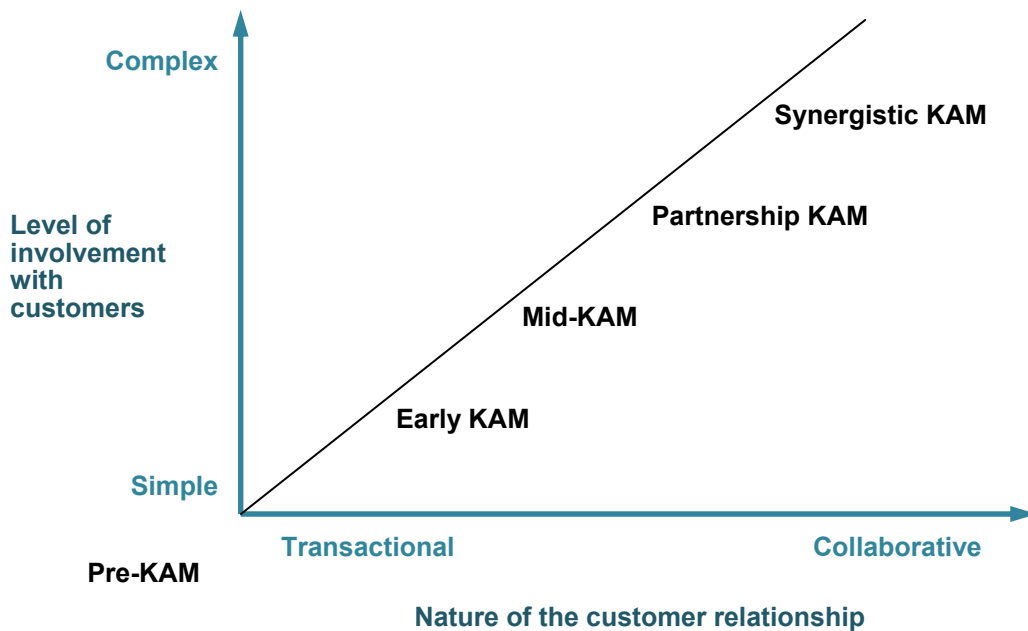 Complex
Synergistic KAM
Partnership KAM
Level of
involvement
with
customers
Mid-KAM
Early KAM
Simple
Transactional
Collaborative
Pre-KAM
Nature of the customer relationship